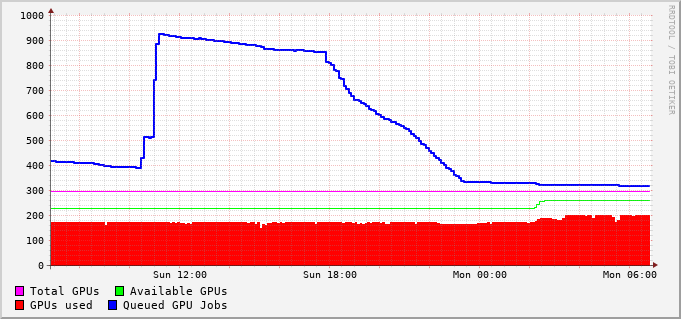 1000
900
800
700
600
500
400
300
200
100
0
Sun 12:00 Sun 18:00 Mon 00:00 Mon 06:00
Total GPUs Available GPUs
GPUs used Queued GPU Jobs
RRDTOOL / TOBI OETIKER